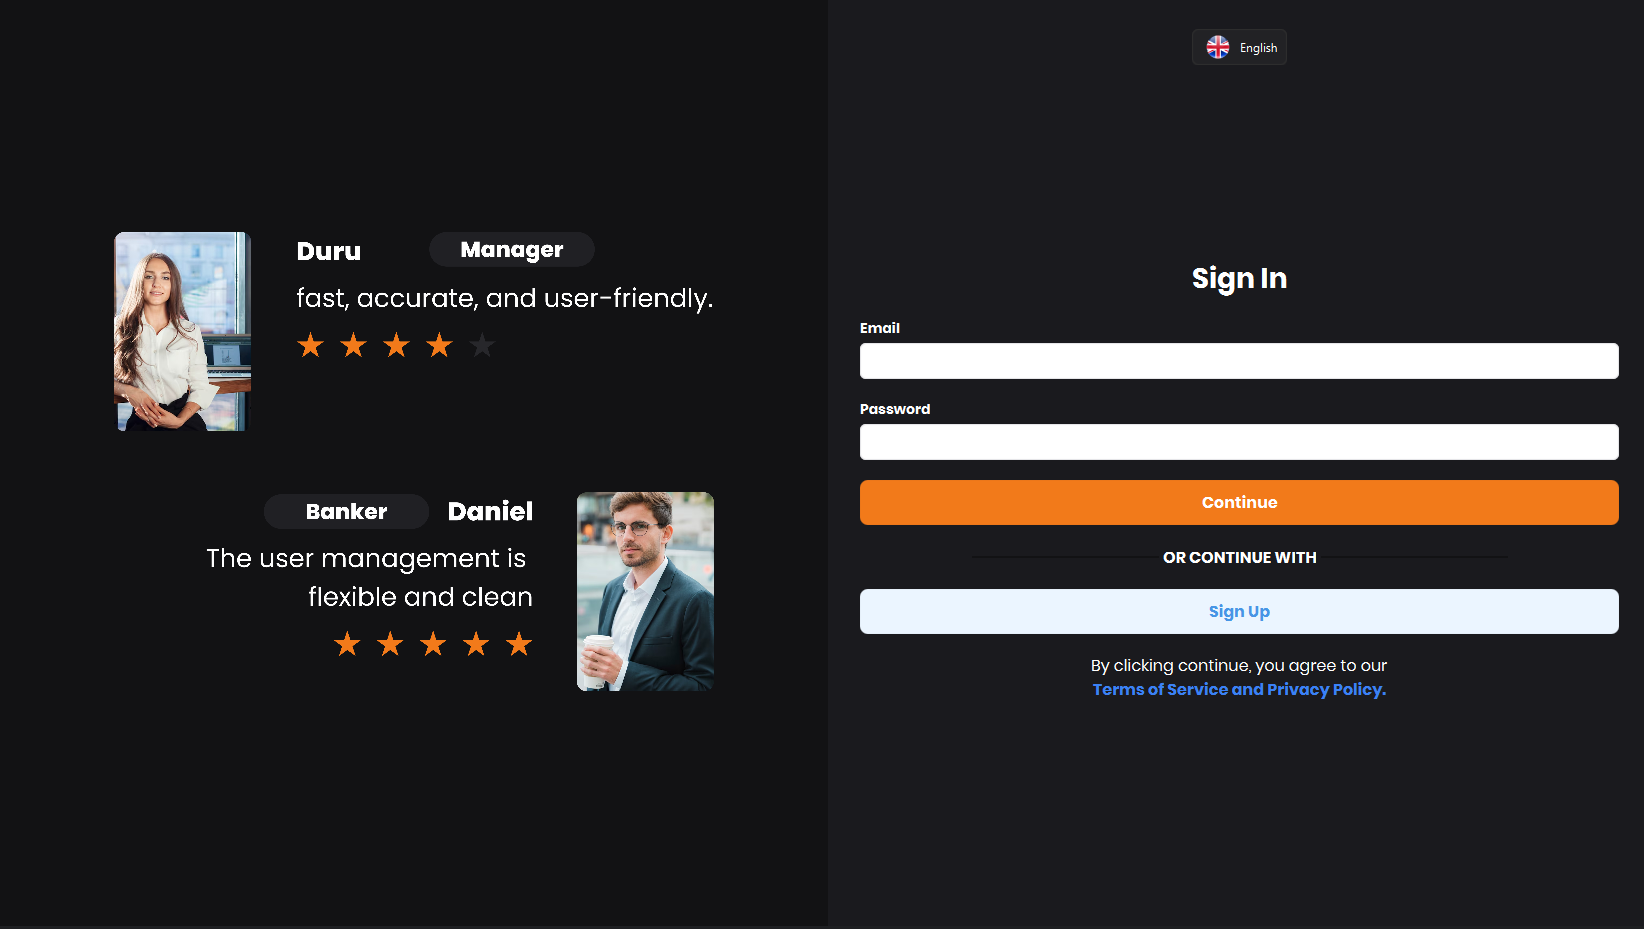 English
Duru
Manager
fast, accurate, and user-friendly.
Banker
Daniel
The user management is
flexible and clean
Sign In
Email
Password
Continue
OR CONTINUE WITH
Sign Up
By clicking continue, you agree to our
Terms of Service and Privacy Policy.